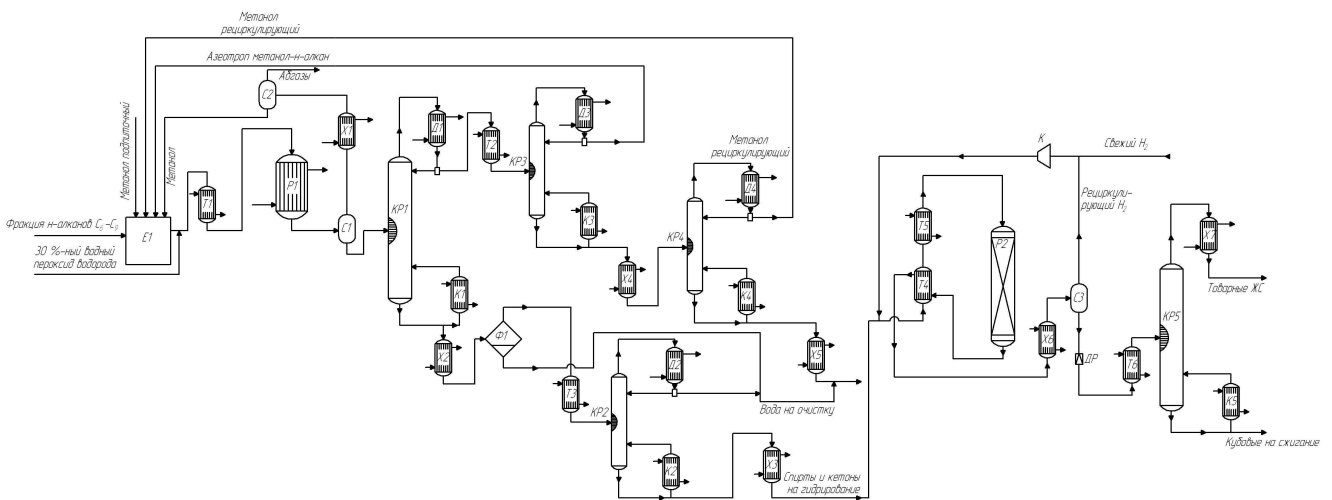 Метанол
рециркулирующий
Азеотроп метанол-н-алкан
Абгазы
С2
Метанол подпиточный
Метанол
Х1
Д1
Т2
Д3
КР3
Метанол
рециркулирующий
К
Свежий H₂
Т1
Р1
Рециркули-
рующий H₂
Фракция н-алканов С₆-С₉
Е1
С1
КР1
К3
Д4
КР4
Т5
Р2
Х7
30 %-ный водный
пероксид водорода
К1
Х4
К4
Т4
С3
Товарные ЖС
Х2
Ф1
Х5
Х6
ДР
КР5
Т6
Д2
Т3
КР2
Вода на очистку
К5
Кубовые на сжигание
К2
Х3
Спирты и кетоны
на гидрирование